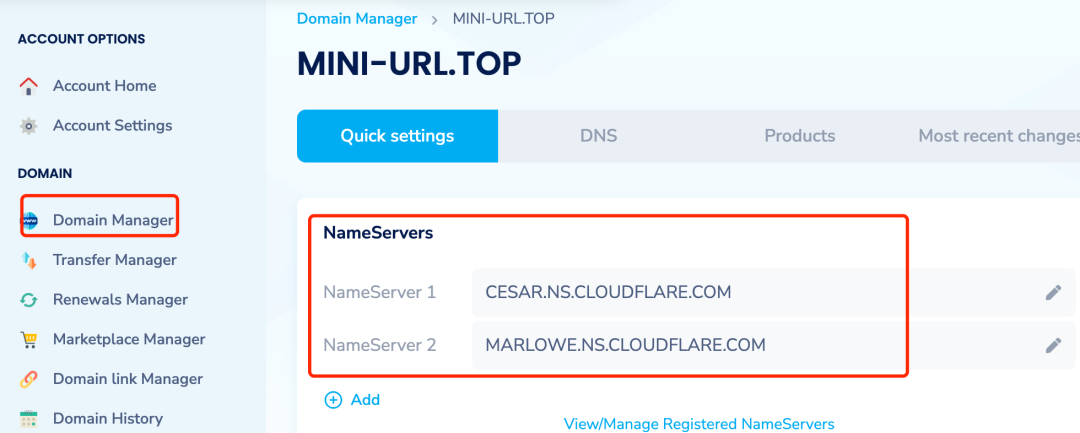 Domain Manager > MINI-URL.TOP
ACCOUNT OPTIONS
MINI-URL.TOP
Account Home
Account Settings
Quick settings DNS Products Most recent changes
DOMAIN
www Domain Manager
NameServers
Transfer Manager
NameServer 1 CESAR.NS.CLOUDFLARE.COM
Renewals Manager
Marketplace Manager
NameServer 2 MARLOWE.NS.CLOUDFLARE.COM
Domain link Manager
Add
Domain History
View/Manage Registered NameServers